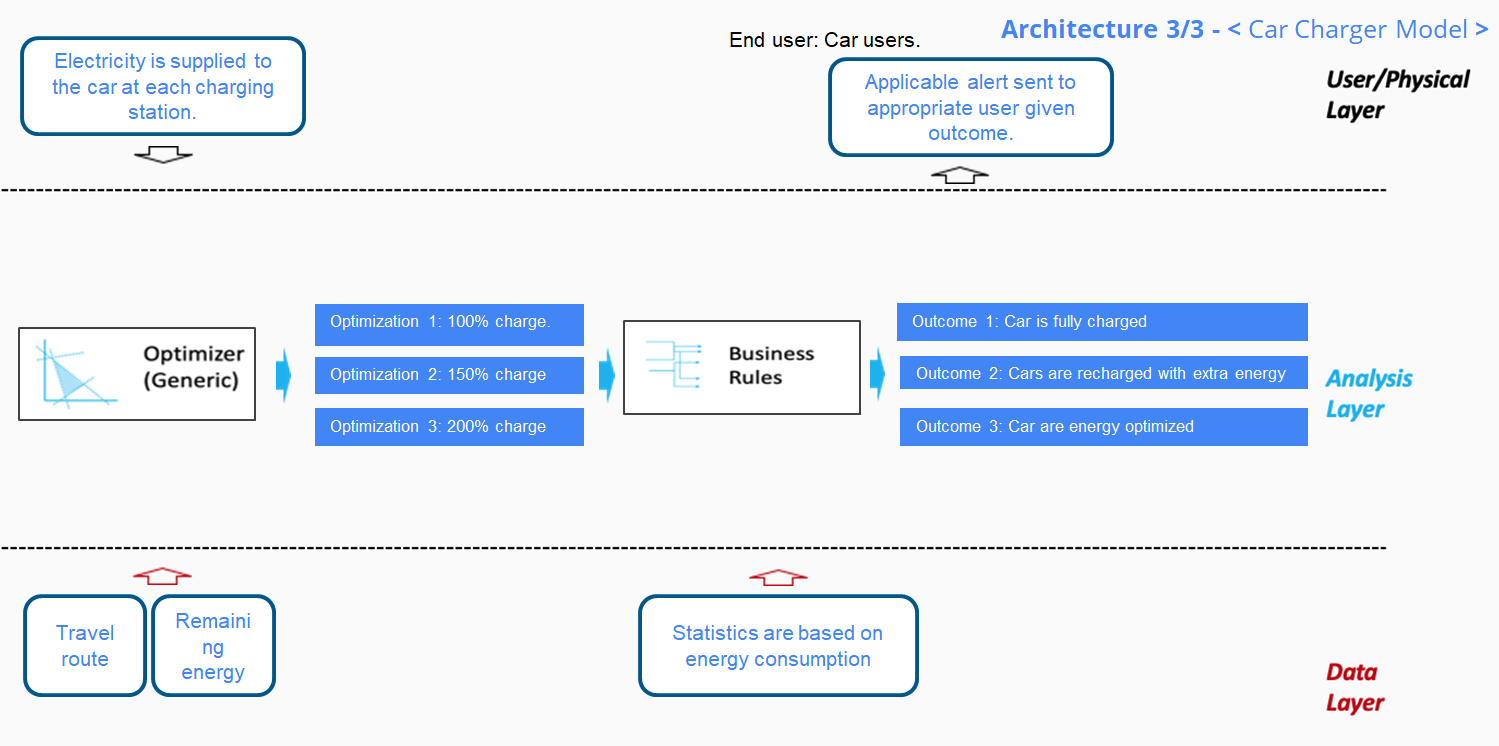 Architecture 3/3 - < Car Charger Model >
End user: Car users.
Electricity is supplied to
the car at each charging
station.
Applicable alert sent to
appropriate user given
outcome.
User/Physical
Layer
Optimizer
(Generic)
Optimization 1: 100% charge.
Optimization 2: 150% charge
Optimization 3: 200% charge
Business
Rules
Outcome 1: Car is fully charged
Outcome 2: Cars are recharged with extra energy
Outcome 3: Car are energy optimized
Analysis
Layer
Travel
route
Remaini
ng
energy
Statistics are based on
energy consumption
Data
Layer